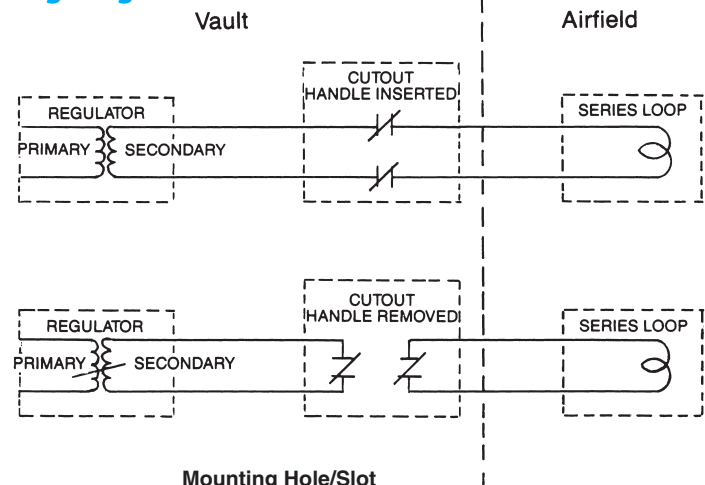 Vault
Airfield
CUTOUT
HANDLE INSERTED
REGULATOR
SERIES LOOP
PRIMARY
SECONDARY
CUTOUT
HANDLE REMOVED
REGULATOR
SERIES LOOP
PRIMARY
SECONDARY
Mounting Hole/Slot